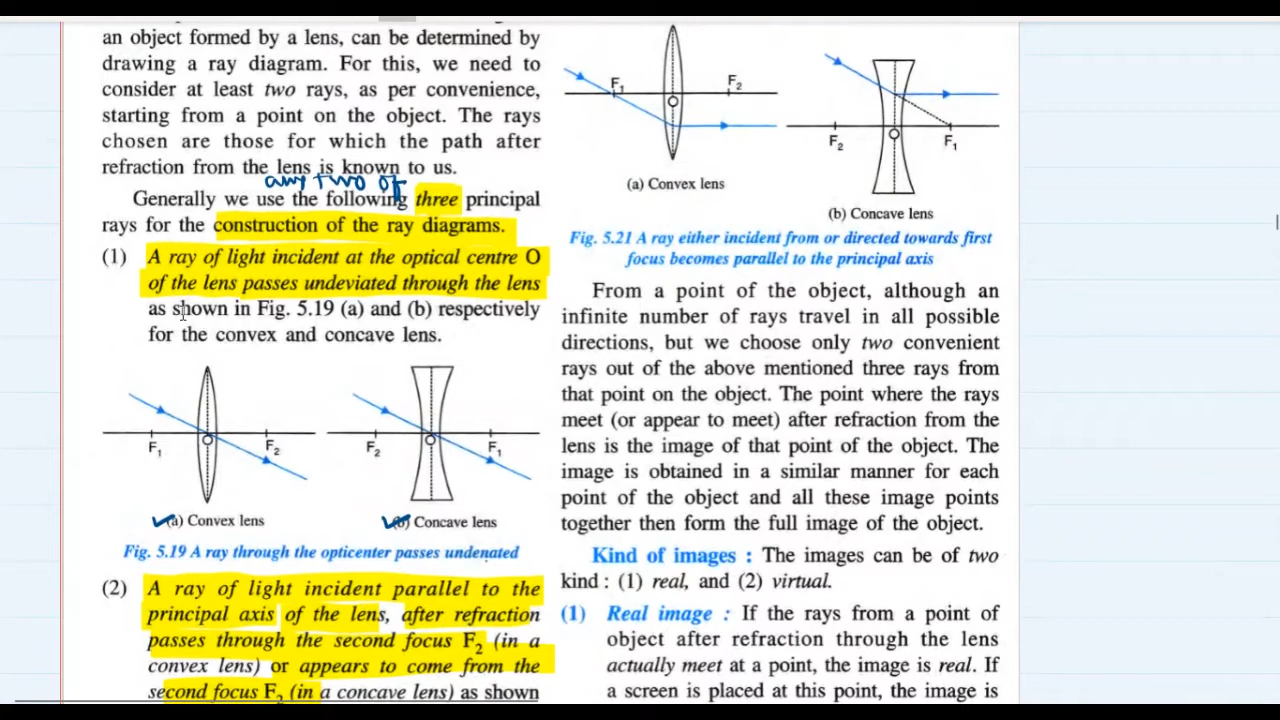 an object formed by a lens, can be determined by
drawing a ray diagram. For this, we need to
consider at least two rays, as per convenience,
starting from a point on the object. The rays
chosen are those for which the path after
refraction from the lens is known to us.
any two of
Generally we use the following three principal
rays for the construction of the ray diagrams.
(1) A ray of light incident at the optical centre O
of the lens passes undeviated through the lens
as shown in Fig. 5.19 (a) and (b) respectively
for the convex and concave lens.
F1 O F2
F2 O F1
(a) Convex lens
(b) Concave lens
Fig. 5.19 A ray through the opticenter passes undenated
(2) A ray of light incident parallel to the
principal axis of the lens, after refraction
passes through the second focus F2 (in a
convex lens) or appears to come from the
second focus F2 (in a concave lens) as shown
F1 O F2
(a) Convex lens
F2 O F1
(b) Concave lens
Fig. 5.21 A ray either incident from or directed towards first
focus becomes parallel to the principal axis
From a point of the object, although an
infinite number of rays travel in all possible
directions, but we choose only two convenient
rays out of the above mentioned three rays from
that point on the object. The point where the rays
meet (or appear to meet) after refraction from the
lens is the image of that point of the object. The
image is obtained in a similar manner for each
point of the object and all these image points
together then form the full image of the object.
Kind of images : The images can be of two
kind : (1) real, and (2) virtual.
(1) Real image : If the rays from a point of
object after refraction through the lens
actually meet at a point, the image is real. If
a screen is placed at this point, the image is